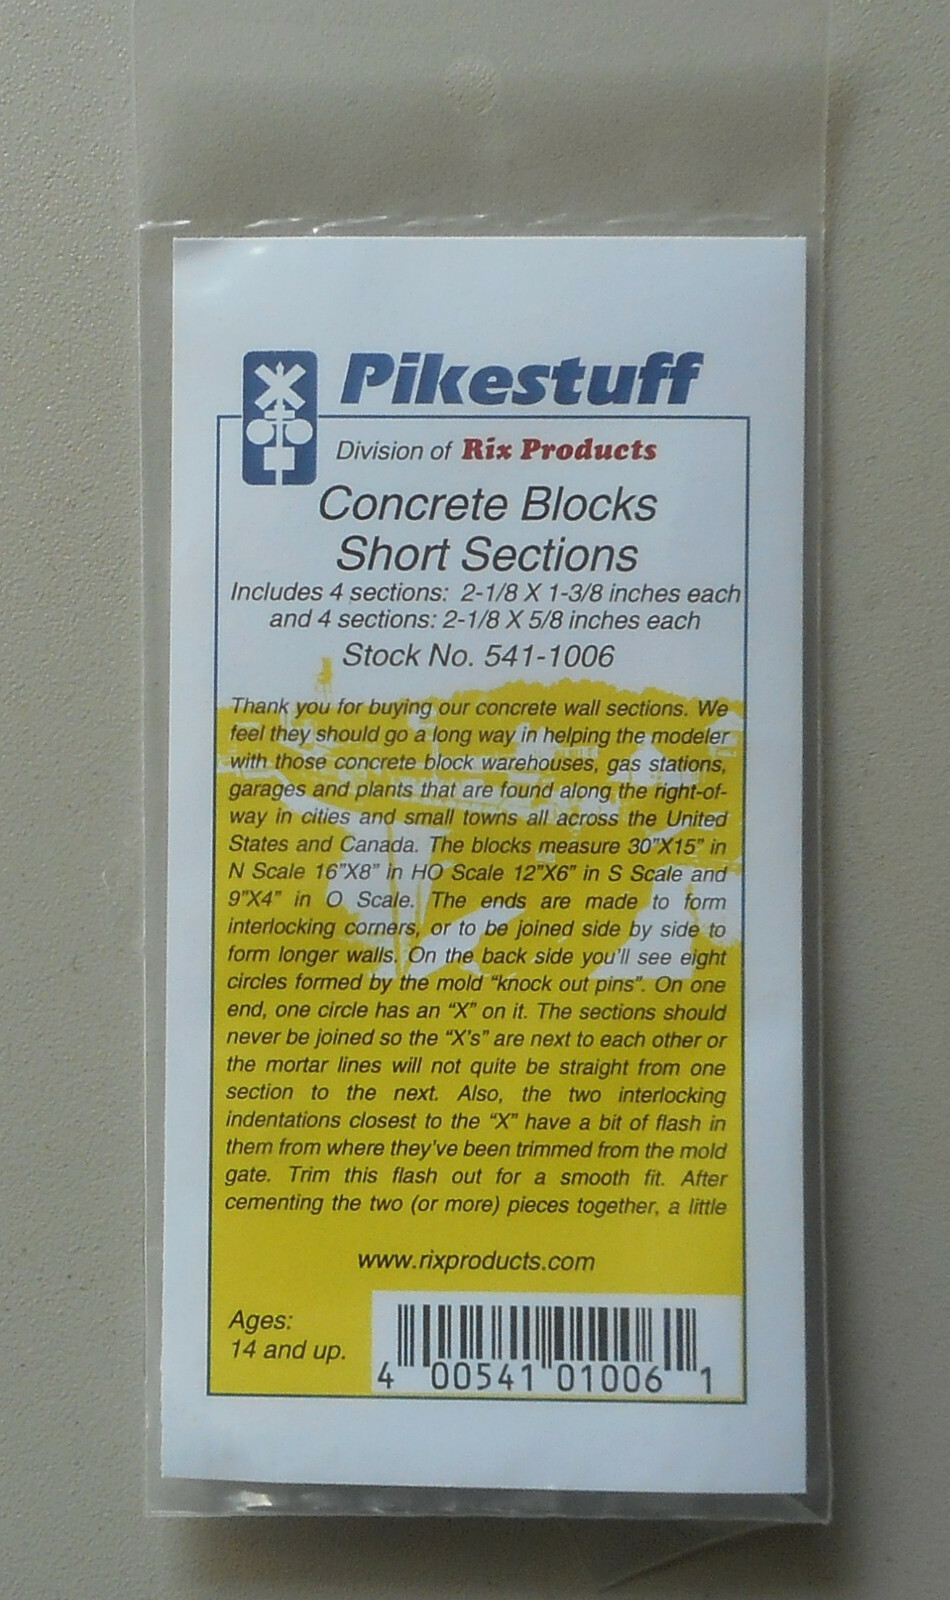 Pikestuff
Division of Rix Products
Concrete Blocks
Short Sections
Includes 4 sections: 2-1/8 X 1-3/8 inches each
and 4 sections: 2-1/8 X 5/8 inches each
Stock No. 541-1006
Thank you for buying our concrete wall sections. We
feel they should go a long way in helping the modeler
with those concrete block warehouses, gas stations,
garages and plants that are found along the right-of-
way in cities and small towns all across the United
States and Canada. The blocks measure 30"X15" in
N Scale 16"X8" in HO Scale 12"X6" in S Scale and
9"X4" in O Scale. The ends are made to form
interlocking corners, or to be joined side by side to
form longer walls. On the back side you'll see eight
circles formed by the mold "knock out pins". On one
end, one circle has an "X" on it. The sections should
never be joined so the "X's" are next to each other or
the mortar lines will not quite be straight from one
section to the next. Also, the two interlocking
indentations closest to the "X" have a bit of flash in
them from where they've been trimmed from the mold
gate. Trim this flash out for a smooth fit. After
cementing the two (or more) pieces together, a little
www.rixproducts.com
Ages:
14 and up.
4 00541 01006 1